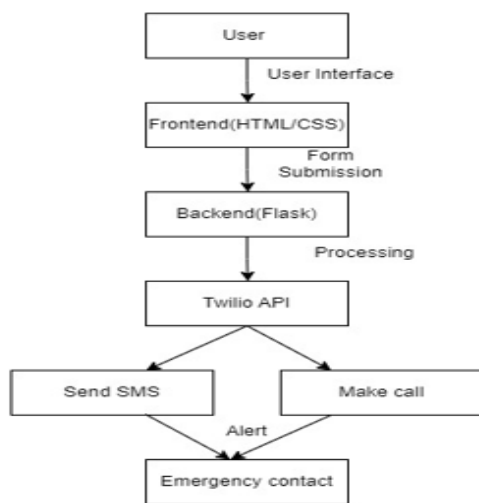 User
User Interface
Frontend(HTML/CSS)
Form
Submission
Backend(Flask)
Processing
Twilio API
Send SMS
Make call
Alert
Emergency contact